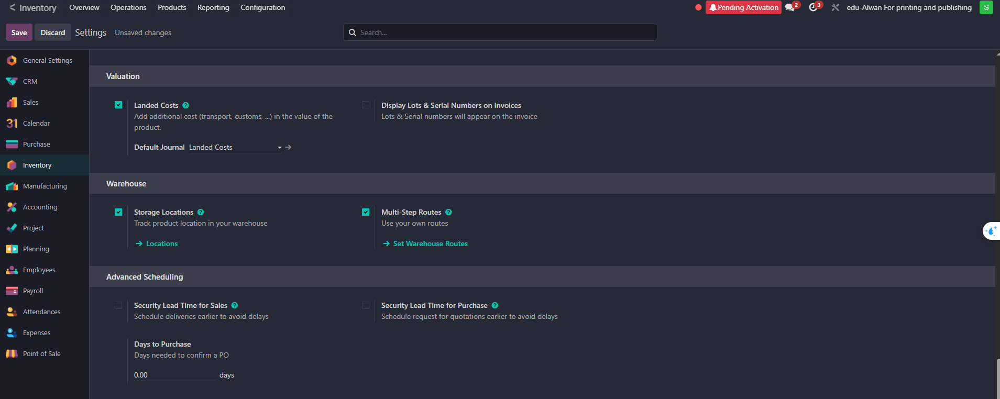 Inventory Overview Operations Products Reporting Configuration Pending Activation 2 3 edu-Alwan For printing and publishing S
Save Discard Settings Unsaved changes Search...
General Settings
CRM
Sales
31 Calendar
Purchase
Inventory
Manufacturing
Accounting
Project
Planning
Employees
Payroll
Attendances
Expenses
Point of Sale
Valuation
Landed Costs ?
Add additional cost (transport, customs, ...) in the value of the
product.
Default Journal Landed Costs
Display Lots & Serial Numbers on Invoices
Lots & Serial numbers will appear on the invoice
Warehouse
Storage Locations ?
Track product location in your warehouse
Locations
Multi-Step Routes ?
Use your own routes
Set Warehouse Routes
Advanced Scheduling
Security Lead Time for Sales ?
Schedule deliveries earlier to avoid delays
Security Lead Time for Purchase ?
Schedule request for quotations earlier to avoid delays
Days to Purchase
Days needed to confirm a PO
0.00 days